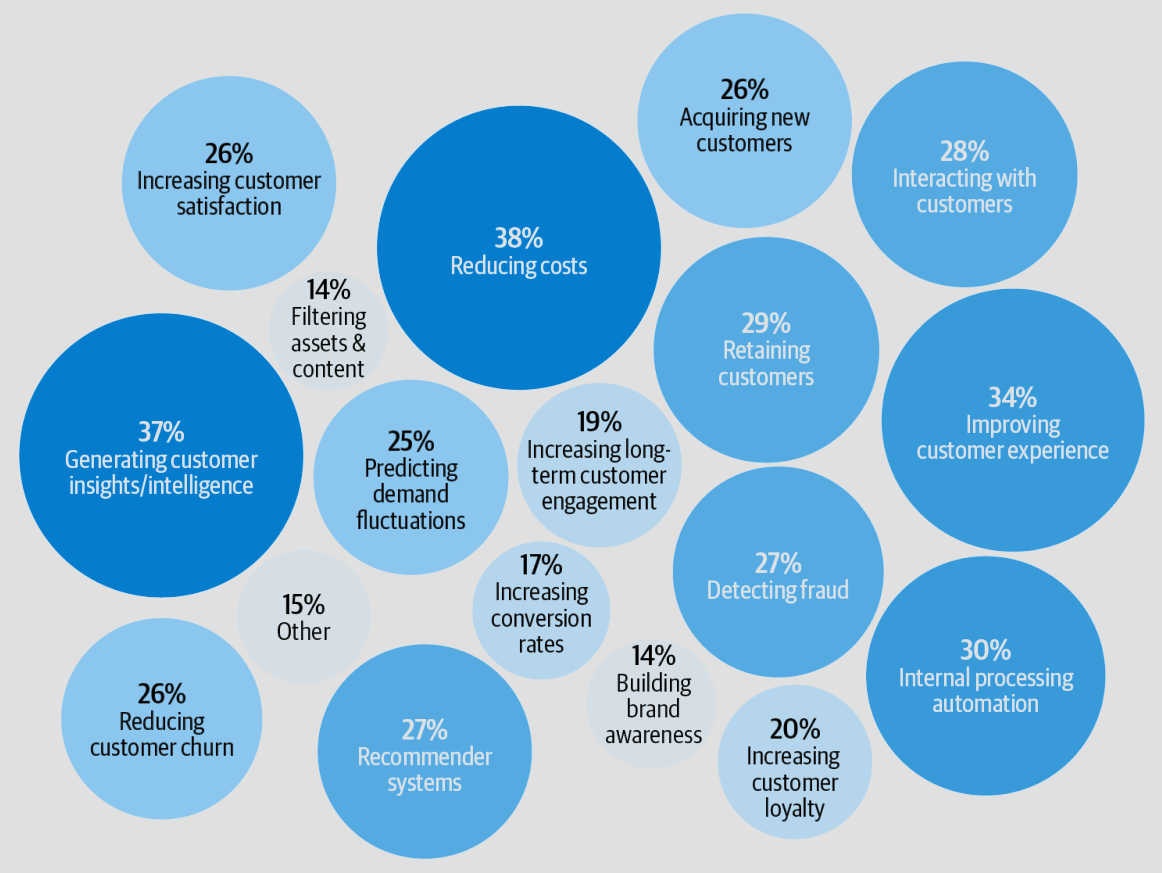 26%
Acquiring new
customers
26%
Increasing customer
satisfaction
28%
Interacting with
customers
38%
Reducing costs
14%
Filtering
assets &
content
29%
Retaining
customers
37%
Generating customer
insights/intelligence
25%
Predicting
demand
fluctuations
19%
Increasing long-
term customer
engagement
34%
Improving
customer experience
27%
Detecting fraud
17%
Increasing
conversion
rates
15%
Other
30%
Internal processing
automation
14%
Building
brand
awareness
26%
Reducing
customer churn
27%
Recommender
systems
20%
Increasing
customer
loyalty